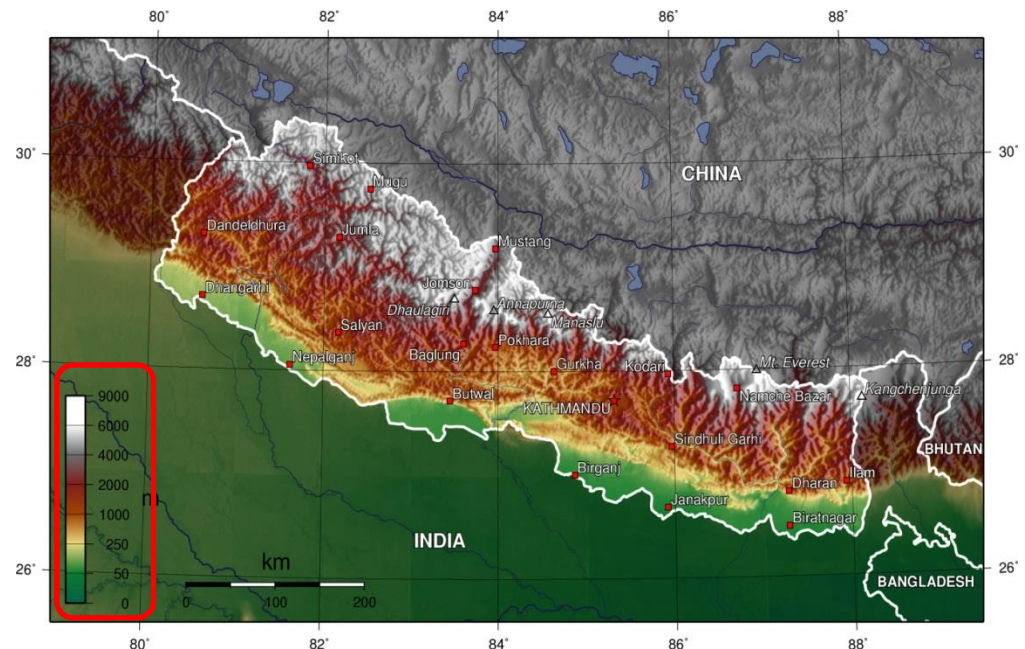 80˚ 82˚ 84˚ 86˚ 88˚
30˚ 30˚
Simikot
CHINA
Mugu
Dandeldhura
Jumla
Mustang
Jomson
Dhangarhi
Dhaulagiri
Annapurna
Manaslu
Salyan
Baglung
Pokhara
28˚ 28˚
Nepalganj
Gurkha
Kodari
Mt. Everest
Namche Bazar
Kangchenjunga
Butwal
KATHMANDU
Sindhuli Garhi
BHUTAN
Birganj
Ilam
Dharan
Janakpur
Biratnagar
INDIA
BANGLADESH
26˚ 26˚
9000
6000
4000
2000
m
1000
250
50
0
km
0 100 200
80˚ 82˚ 84˚ 86˚ 88˚